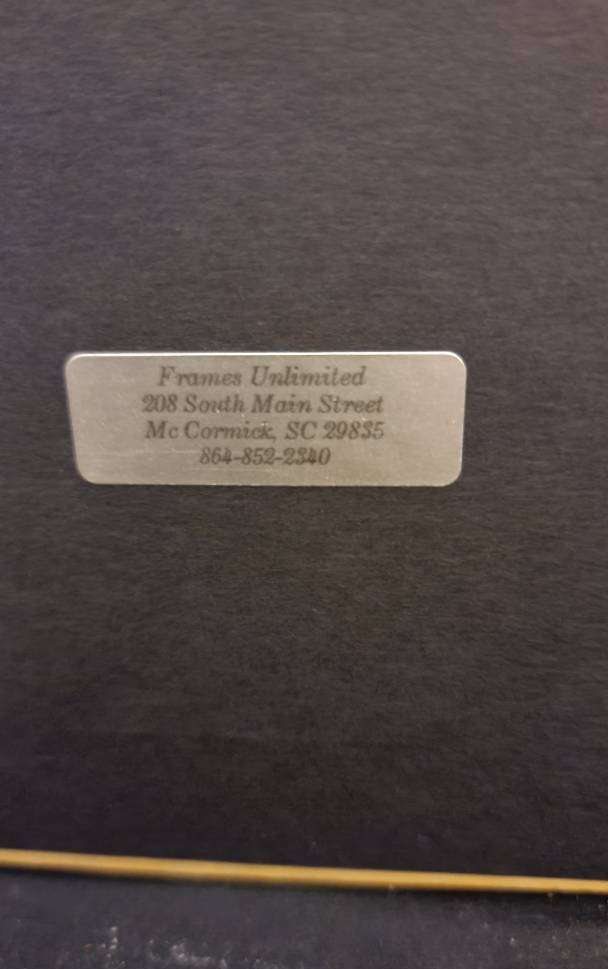 Frames Unlimited
208 South Main Street
Mc Cormick, SC 29835
864-852-2340